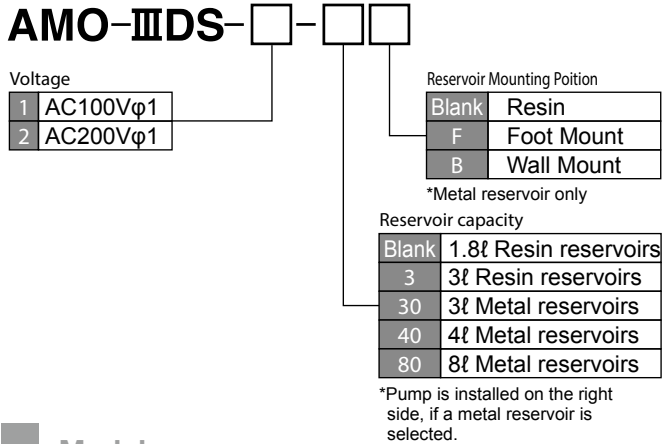 AMO-ⅢDS-□-□□
Voltage
1 AC100Vφ1
2 AC200Vφ1
Reservoir Mounting Poition
Blank Resin
F Foot Mount
B Wall Mount
*Metal reservoir only
Reservoir capacity
Blank 1.8ℓ Resin reservoirs
3 3ℓ Resin reservoirs
30 3ℓ Metal reservoirs
40 4ℓ Metal reservoirs
80 8ℓ Metal reservoirs
*Pump is installed on the right
side, if a metal reservoir is
selected.